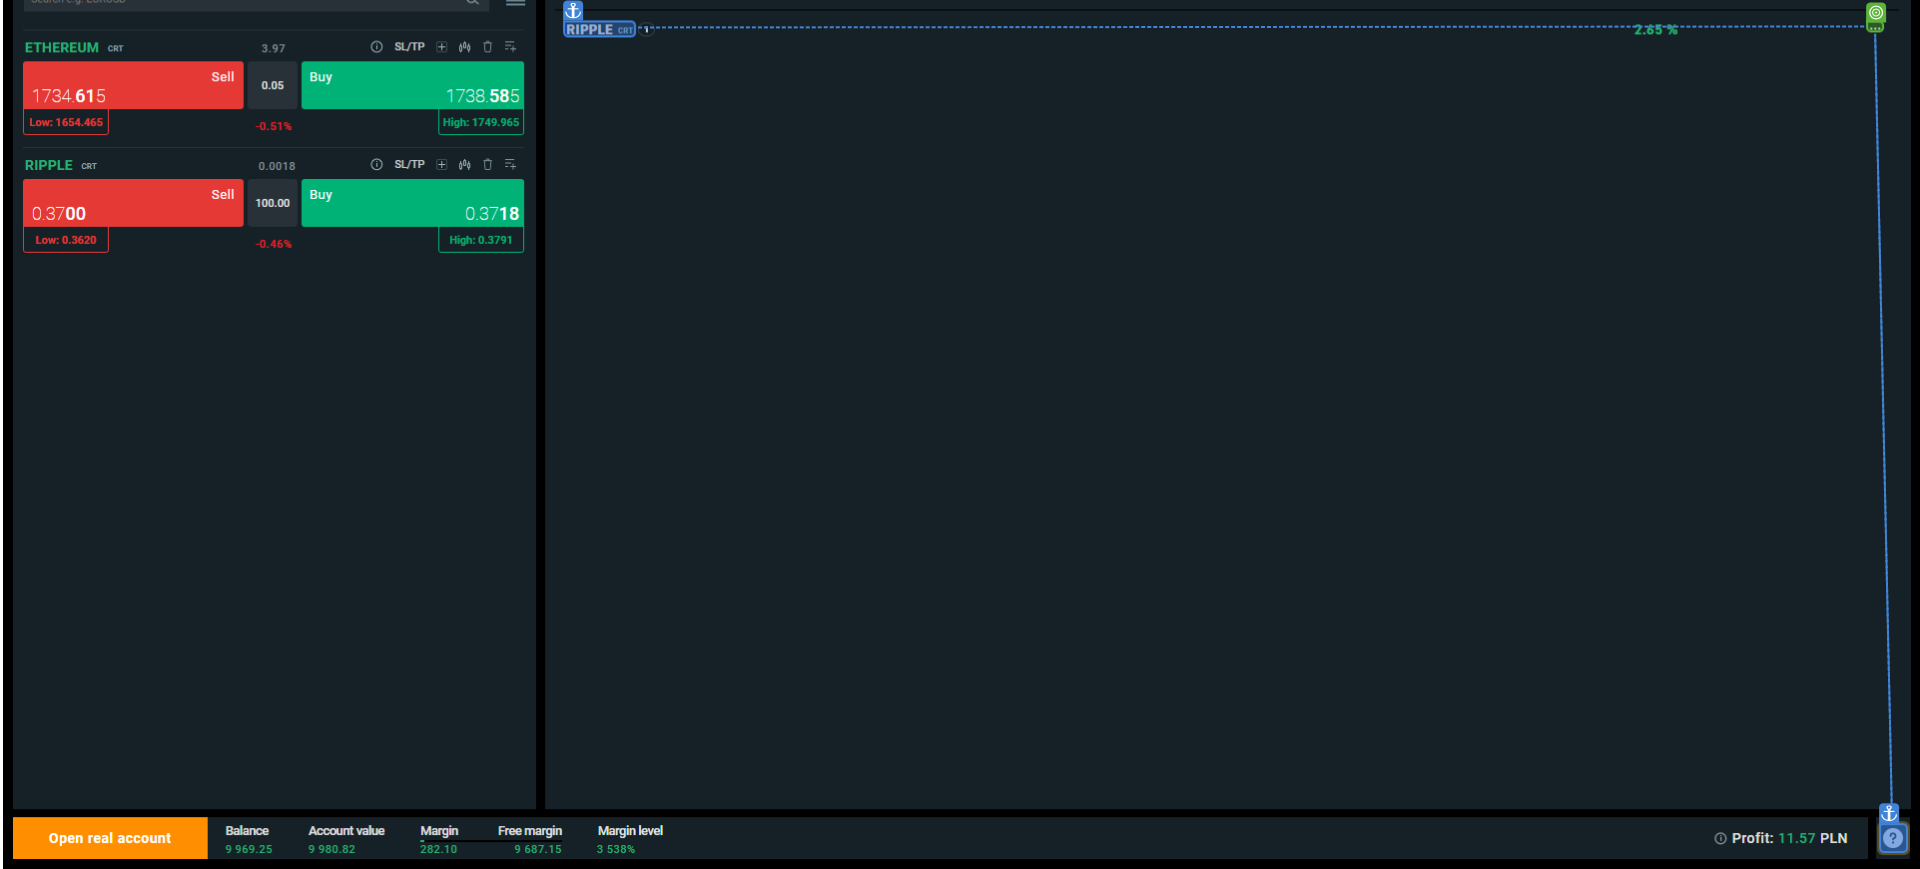 Search e.g. EURUSD
RIPPLE CRT 1
2.65 %
ETHEREUM CRT 3.97 SL/TP
Sell 0.05 Buy
1734.615 1738.585
Low: 1654.465 -0.51% High: 1749.965
RIPPLE CRT 0.0018 SL/TP
Sell 100.00 Buy
0.3700 0.3718
Low: 0.3620 -0.46% High: 0.3791
Open real account
Balance Account value Margin Free margin Margin level
9 969.25 9 980.82 282.10 9 687.15 3 538%
Profit: 11.57 PLN
?